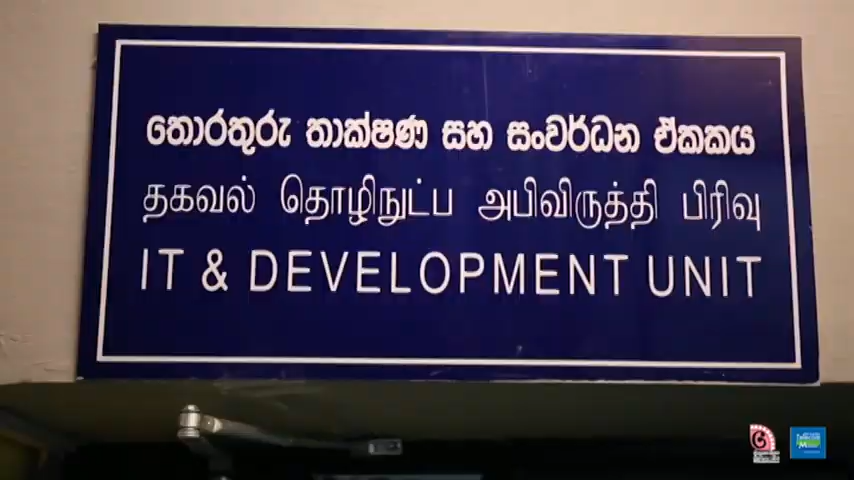 තොරතුරු තාක්ෂණ සහ සංවර්ධන ඒකකය
தகவல் தொழிநுட்ப அபிவிருத்தி பிரிவு
IT & DEVELOPMENT UNIT